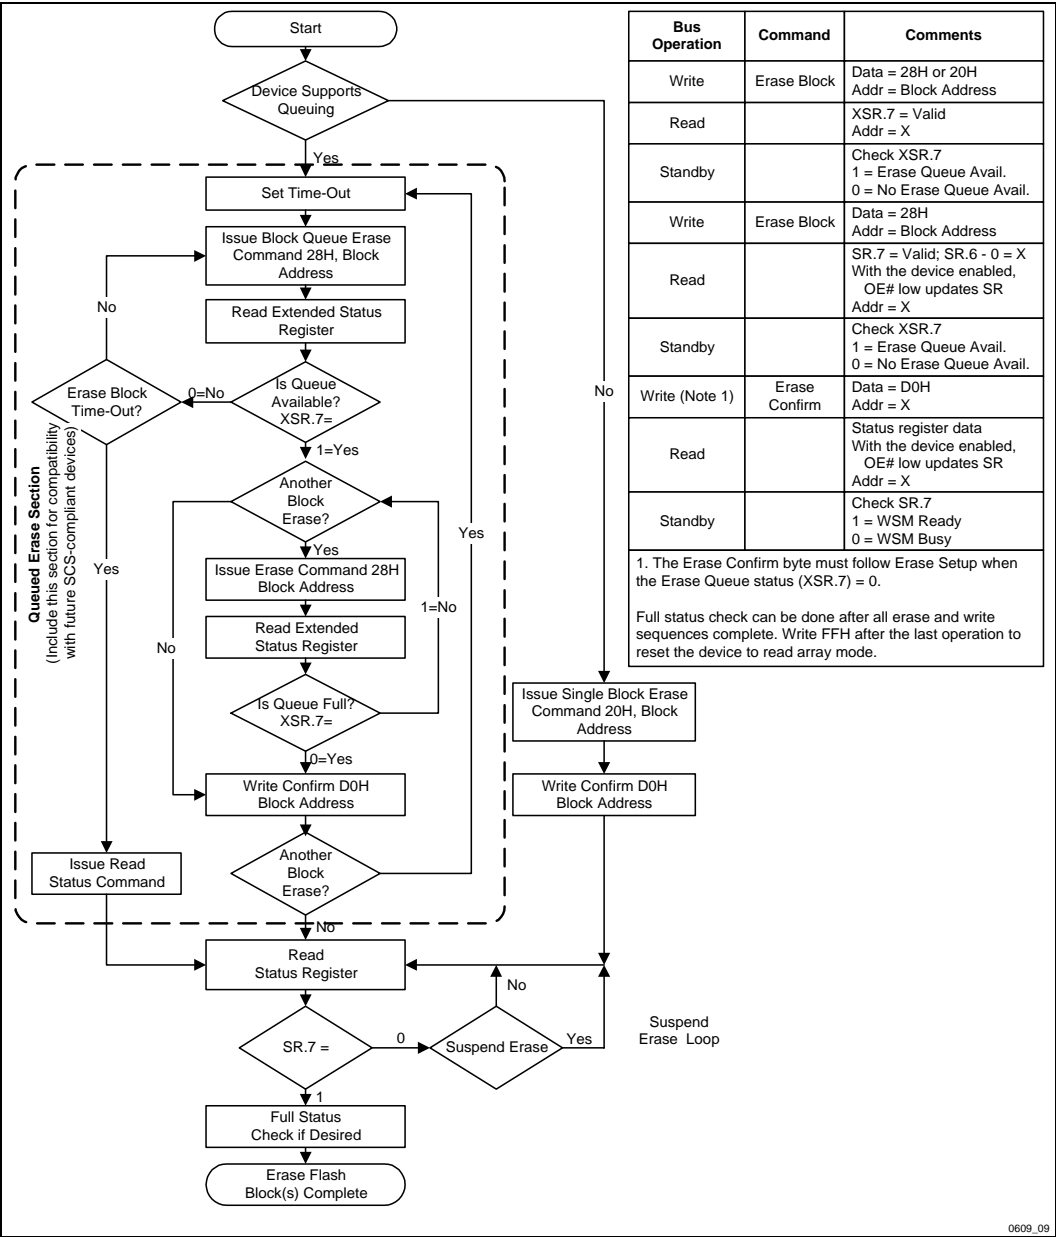 Start
Device Supports
Queuing
Yes
Set Time-Out
Issue Block Queue Erase
Command 28H, Block
Address
No
Read Extended Status
Register
Erase Block
Time-Out?
0=No
Is Queue
Available?
XSR.7=
No
1=Yes
Queued Erase Section
(Include this section for compatibility
with future SCS-compliant devices)
Another
Block
Erase?
Yes
Yes
Yes
Issue Erase Command 28H
Block Address
1=No
Read Extended
Status Register
No
Is Queue Full?
XSR.7=
0=Yes
Write Confirm D0H
Block Address
Issue Read
Status Command
Another
Block
Erase?
No
Issue Single Block Erase
Command 20H, Block
Address
Write Confirm D0H
Block Address
Read
Status Register
No
SR.7 =
0
Suspend Erase
Yes
Suspend
Erase Loop
1
Full Status
Check if Desired
Erase Flash
Block(s) Complete
Bus
Operation
Command
Comments
Write
Erase Block
Data = 28H or 20H
Addr = Block Address
Read
XSR.7 = Valid
Addr = X
Standby
Check XSR.7
1 = Erase Queue Avail.
0 = No Erase Queue Avail.
Write
Erase Block
Data = 28H
Addr = Block Address
Read
SR.7 = Valid; SR.6 - 0 = X
With the device enabled,
OE# low updates SR
Addr = X
Standby
Check XSR.7
1 = Erase Queue Avail.
0 = No Erase Queue Avail.
Write (Note 1)
Erase
Confirm
Data = D0H
Addr = X
Read
Status register data
With the device enabled,
OE# low updates SR
Addr = X
Standby
Check SR.7
1 = WSM Ready
0 = WSM Busy
1. The Erase Confirm byte must follow Erase Setup when
the Erase Queue status (XSR.7) = 0.
Full status check can be done after all erase and write
sequences complete. Write FFH after the last operation to
reset the device to read array mode.
0609_09